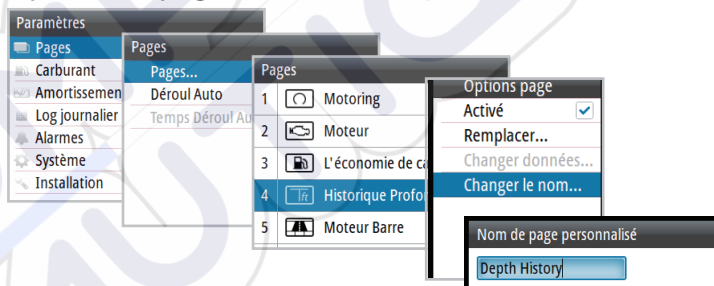 Paramètres
Pages
Carburant
Amortissemen
Log journalier
Alarmes
Système
Installation
Pages
Pages...
Déroul Auto
Temps Déroul Au
Pages
1 Motoring
2 Moteur
3 L'économie de ca
4 ft Historique Profo
5 Moteur Barre
Options page
Activé
Remplacer...
Changer données...
Changer le nom...
Nom de page personnalisé
Depth History